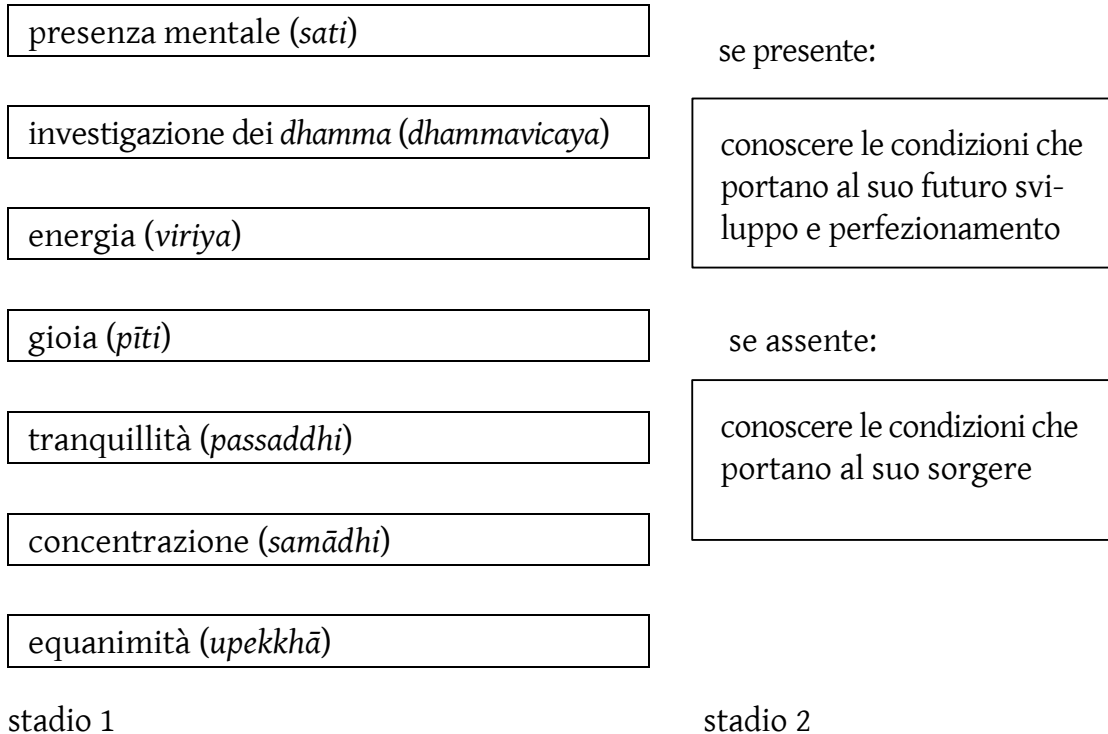 presenza mentale (sati)
investigazione dei dhamma (dhammavicaya)
energia (viriya)
gioia (pīti)
tranquillità (passaddhi)
concentrazione (samādhi)
equanimità (upekkhā)
stadio 1
se presente:
conoscere le condizioni che
portano al suo futuro svi-
luppo e perfezionamento
se assente:
conoscere le condizioni che
portano al suo sorgere
stadio 2